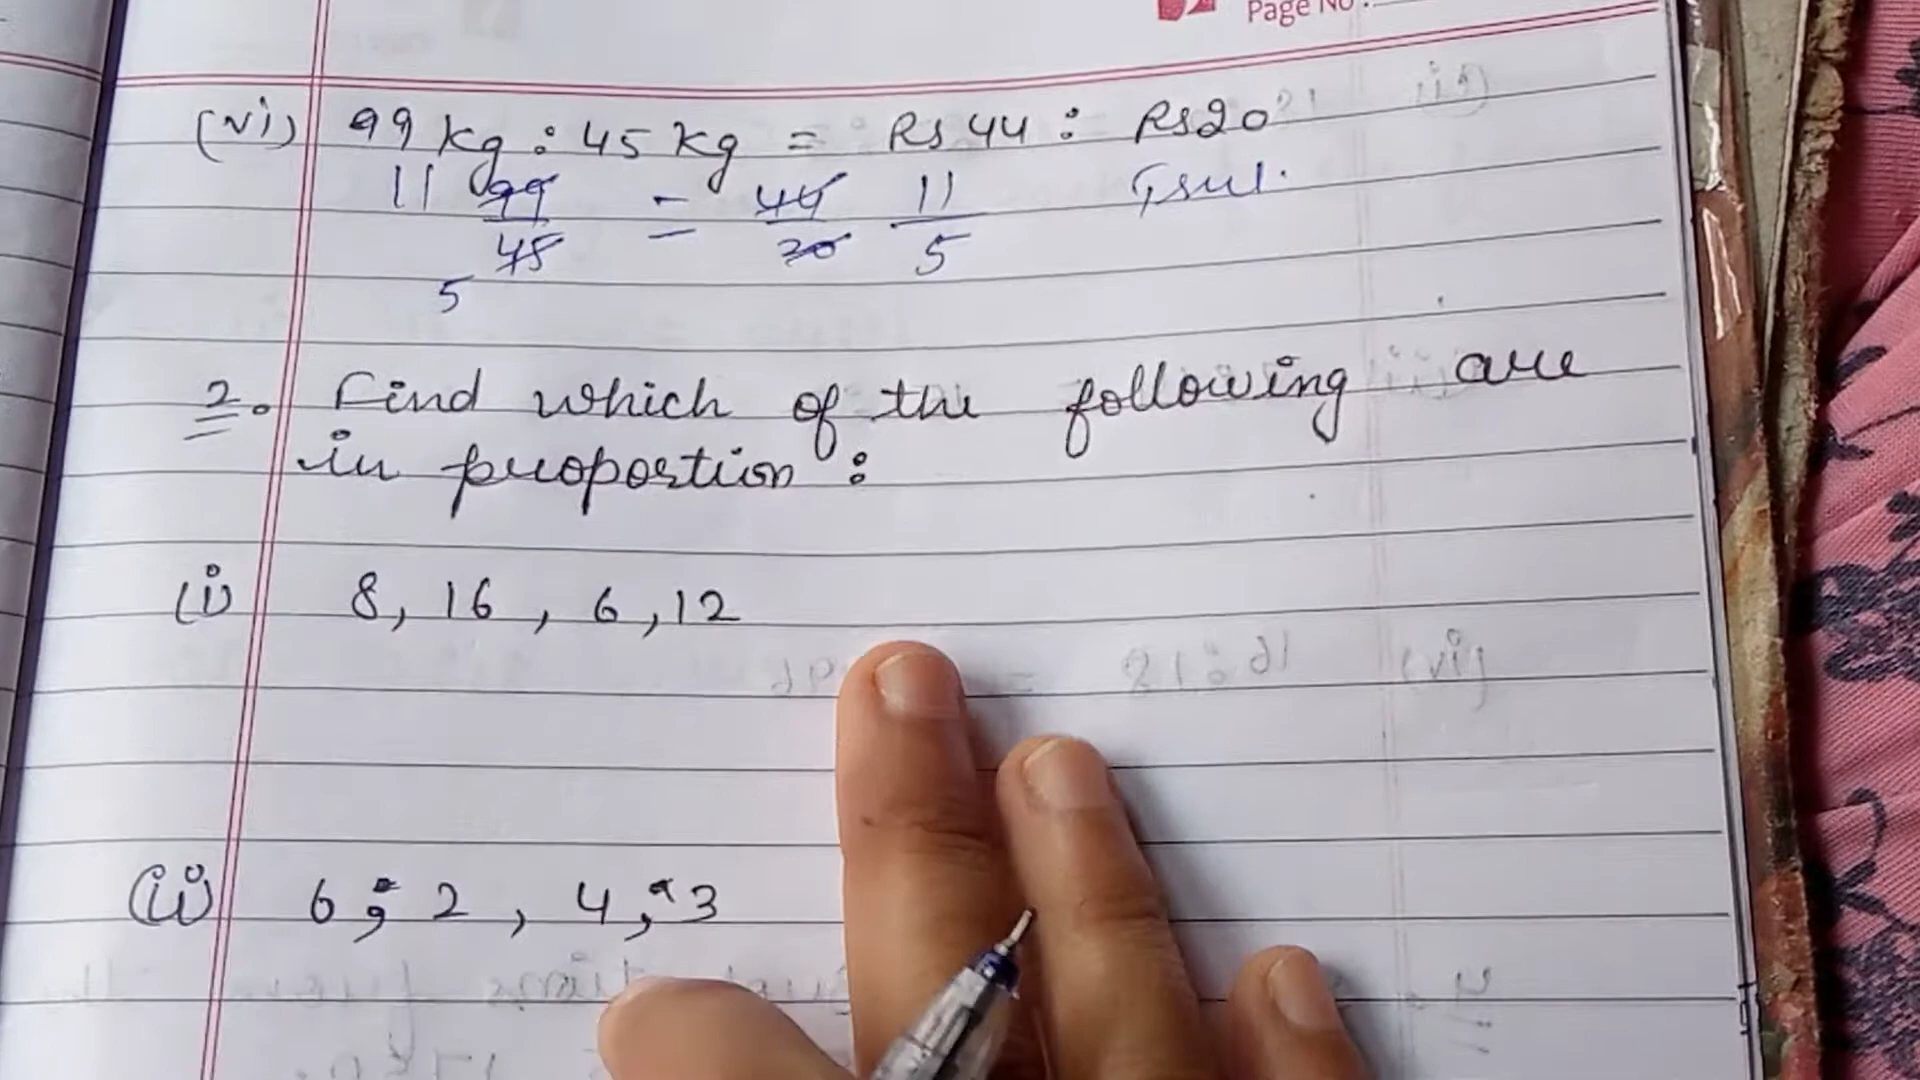 Page No.:
(vi) 99 kg : 45 kg = Rs 44 : Rs 20
11 99/45 = 44/20 11/5 True.
5
2. Find which of the following are
in proportion :
(i) 8, 16, 6, 12
(ii) 6, 2, 4, 3